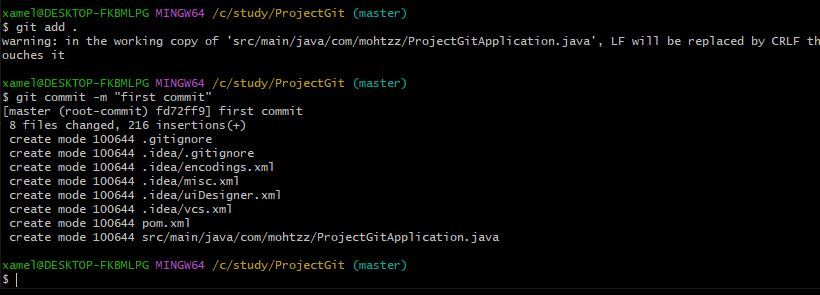 xamel@DESKTOP-FKBMLPG MINGW64 /c/study/ProjectGit (master)
$ git add .
warning: in the working copy of 'src/main/java/com/mohtzz/ProjectGitApplication.java', LF will be replaced by CRLF th
ouches it
xamel@DESKTOP-FKBMLPG MINGW64 /c/study/ProjectGit (master)
$ git commit -m "first commit"
[master (root-commit) fd72ff9] first commit
8 files changed, 216 insertions(+)
create mode 100644 .gitignore
create mode 100644 .idea/.gitignore
create mode 100644 .idea/encodings.xml
create mode 100644 .idea/misc.xml
create mode 100644 .idea/uiDesigner.xml
create mode 100644 .idea/vcs.xml
create mode 100644 pom.xml
create mode 100644 src/main/java/com/mohtzz/ProjectGitApplication.java
xamel@DESKTOP-FKBMLPG MINGW64 /c/study/ProjectGit (master)
$